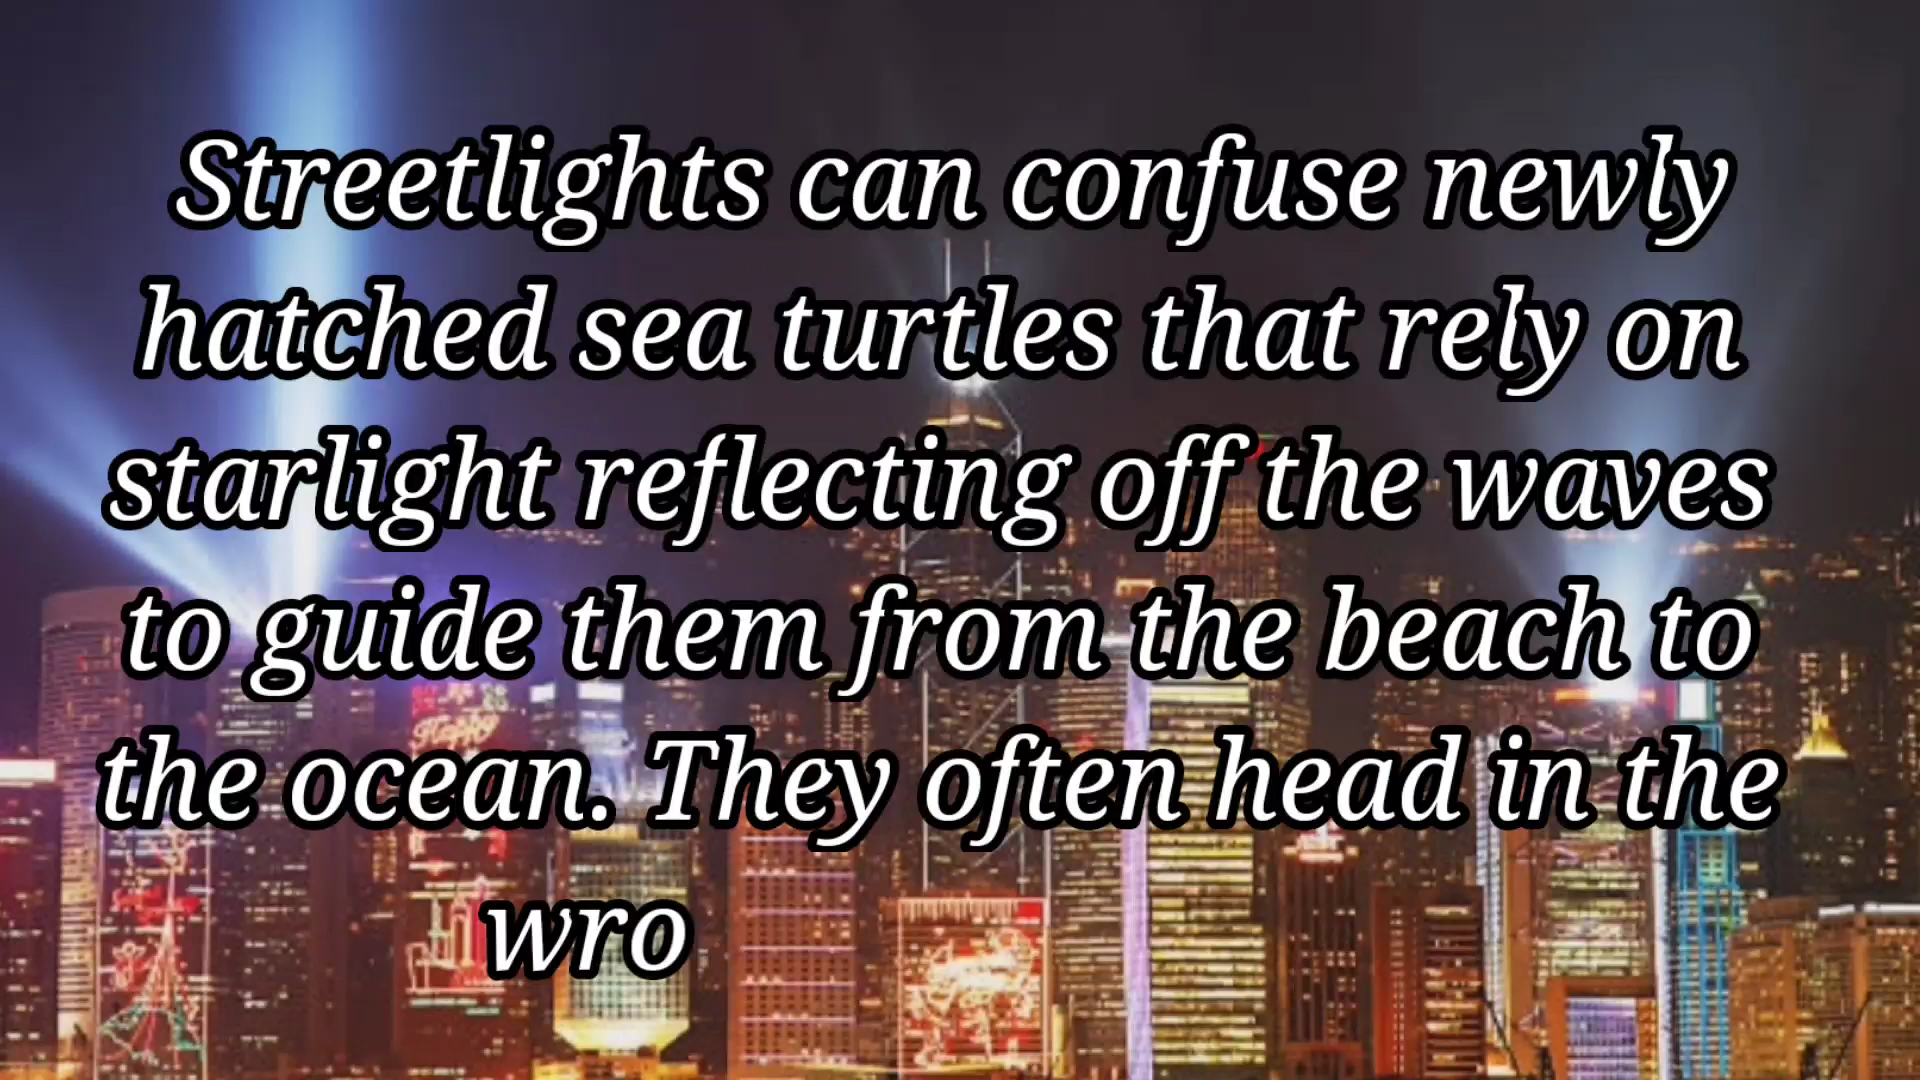 Streetlights can confuse newly
hatched sea turtles that rely on
starlight reflecting off the waves
to guide them from the beach to
the ocean. They often head in the
wro
Happy